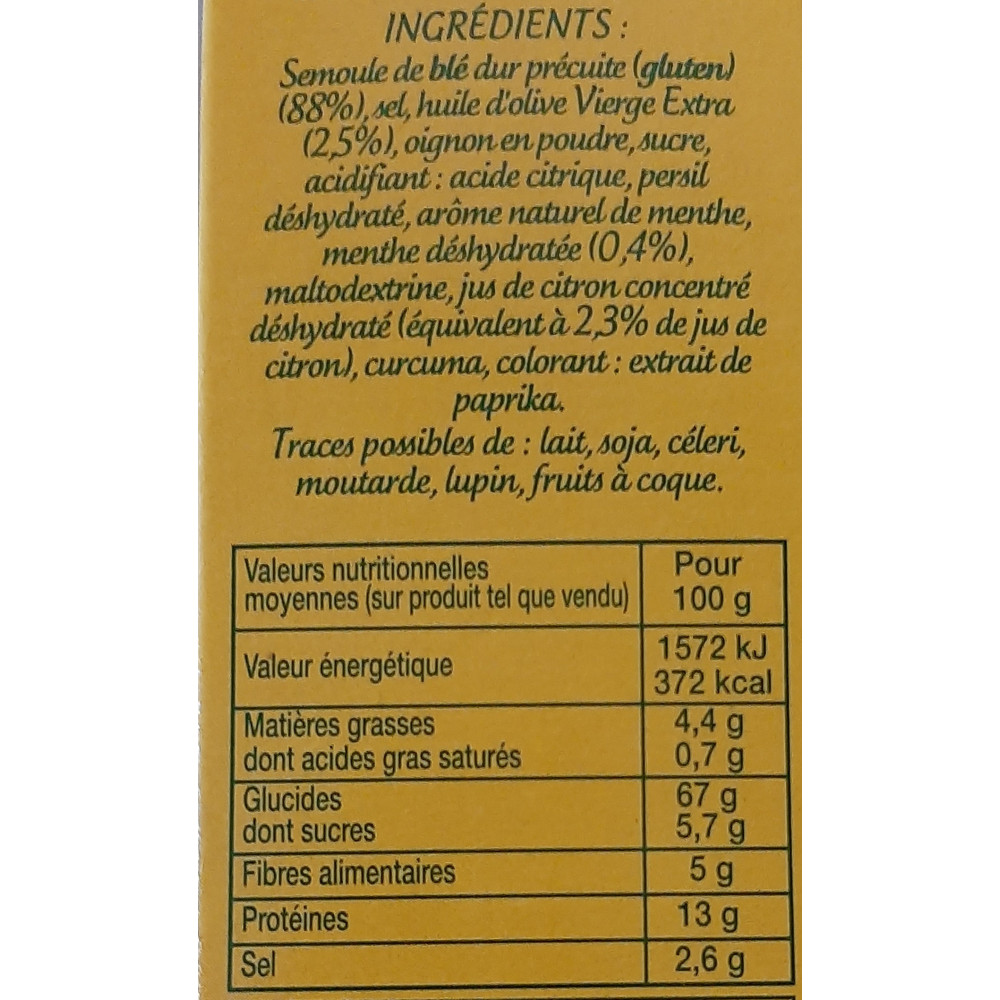 INGRÉDIENTS :
Semoule de blé dur précuite (gluten)
(88%), sel, huile d'olive Vierge Extra
(2,5%), oignon en poudre, sucre,
acidifiant : acide citrique, persil
déshydraté, arôme naturel de menthe,
menthe déshydratée (0,4%),
maltodextrine, jus de citron concentré
déshydraté (équivalent à 2,3% de jus de
citron), curcuma, colorant : extrait de
paprika.
Traces possibles de : lait, soja, céleri,
moutarde, lupin, fruits à coque.
Valeurs nutritionnelles
moyennes (sur produit tel que vendu)
Pour
100 g
Valeur énergétique
1572 kJ
372 kcal
Matières grasses 4,4 g
dont acides gras saturés 0,7 g
Glucides 67 g
dont sucres 5,7 g
Fibres alimentaires 5 g
Protéines 13 g
Sel 2,6 g